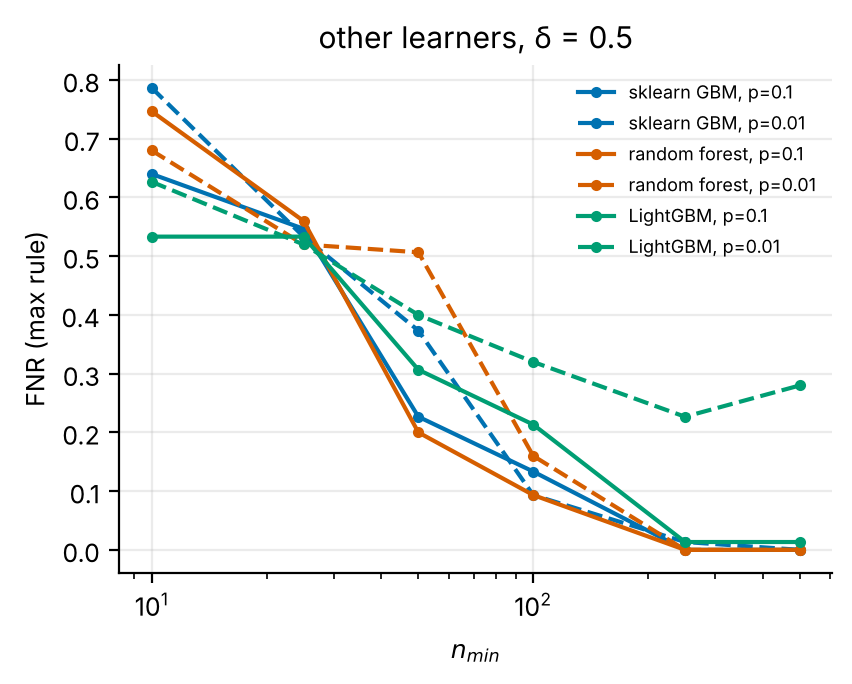 other learners, δ = 0.5
FNR (max rule)
0.8
0.7
0.6
0.5
0.4
0.3
0.2
0.1
0.0
sklearn GBM, p=0.1
sklearn GBM, p=0.01
random forest, p=0.1
random forest, p=0.01
LightGBM, p=0.1
LightGBM, p=0.01
10¹ 10²
nₘᵢₙ